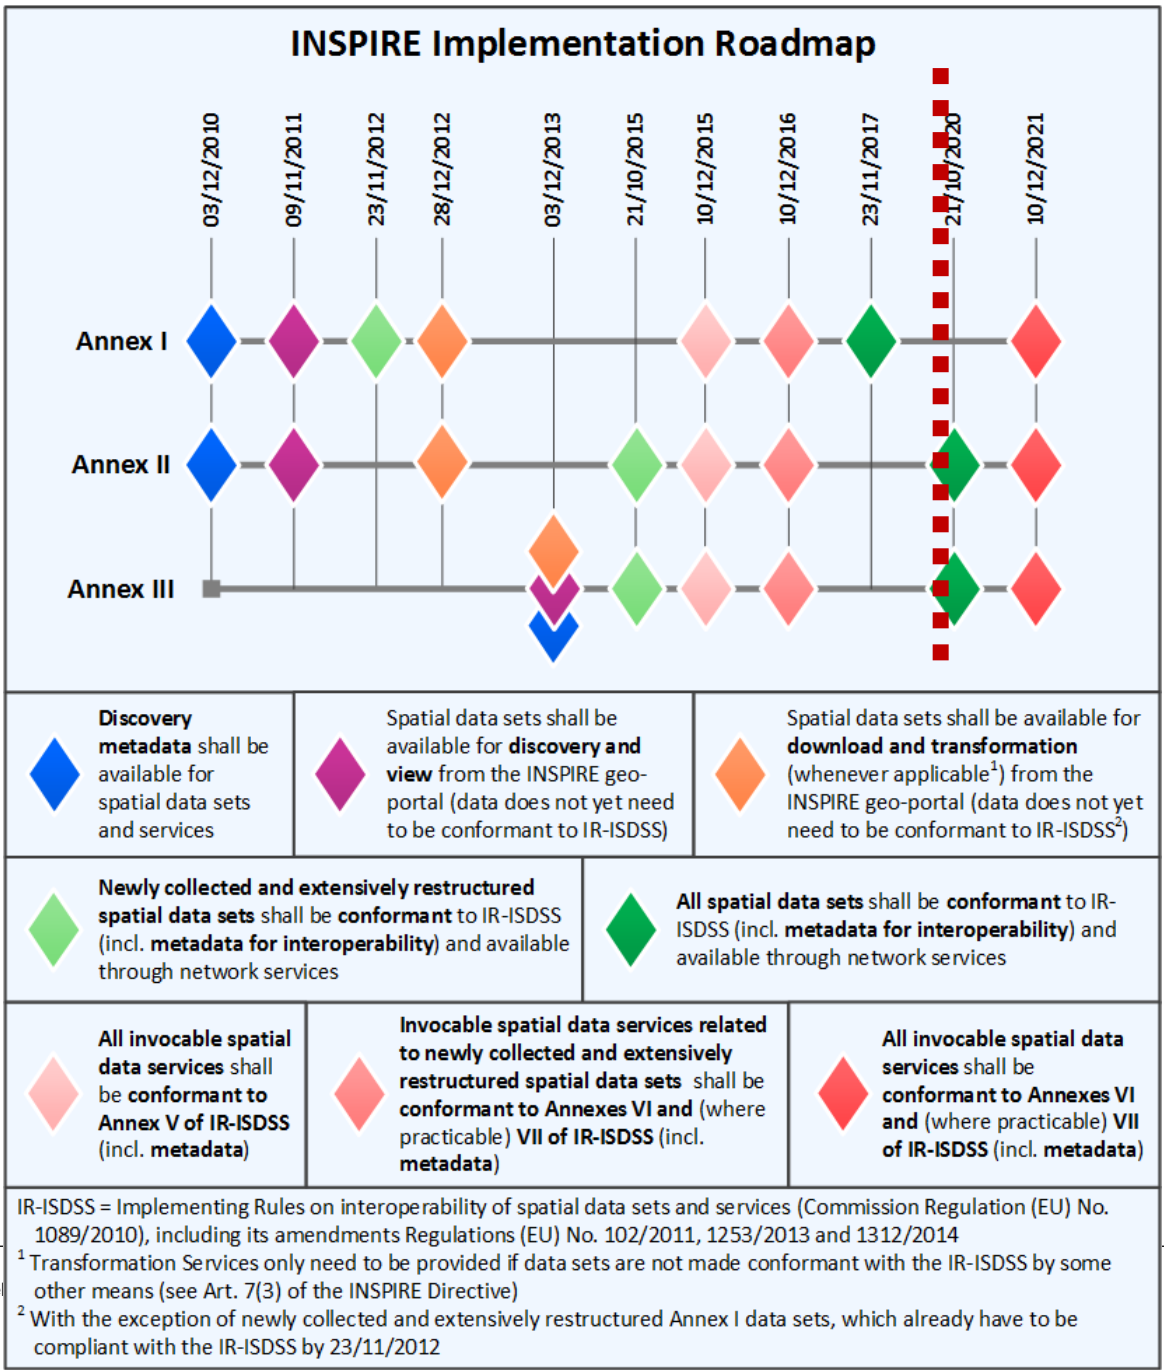 INSPIRE Implementation Roadmap
03/12/2010
09/11/2011
23/11/2012
28/12/2012
03/12/2013
21/10/2015
10/12/2015
10/12/2016
23/11/2017
21/10/2020
10/12/2021
Annex I
Annex II
Annex III
Discovery
metadata shall be
available for
spatial data sets
and services
Spatial data sets shall be
available for discovery and
view from the INSPIRE geo-
portal (data does not yet need
to be conformant to IR-ISDSS)
Spatial data sets shall be available for
download and transformation
(whenever applicable¹) from the
INSPIRE geo-portal (data does not yet
need to be conformant to IR-ISDSS²)
Newly collected and extensively restructured
spatial data sets shall be conformant to IR-ISDSS
(incl. metadata for interoperability) and available
through network services
All spatial data sets shall be conformant to IR-
ISDSS (incl. metadata for interoperability) and
available through network services
All invocable spatial
data services shall
be conformant to
Annex V of IR-ISDSS
(incl. metadata)
Invocable spatial data services related
to newly collected and extensively
restructured spatial data sets shall be
conformant to Annexes VI and (where
practicable) VII of IR-ISDSS (incl.
metadata)
All invocable spatial data
services shall be
conformant to Annexes VI
and (where practicable) VII
of IR-ISDSS (incl. metadata)
IR-ISDSS = Implementing Rules on interoperability of spatial data sets and services (Commission Regulation (EU) No.
1089/2010), including its amendments Regulations (EU) No. 102/2011, 1253/2013 and 1312/2014
¹ Transformation Services only need to be provided if data sets are not made conformant with the IR-ISDSS by some
other means (see Art. 7(3) of the INSPIRE Directive)
² With the exception of newly collected and extensively restructured Annex I data sets, which already have to be
compliant with the IR-ISDSS by 23/11/2012